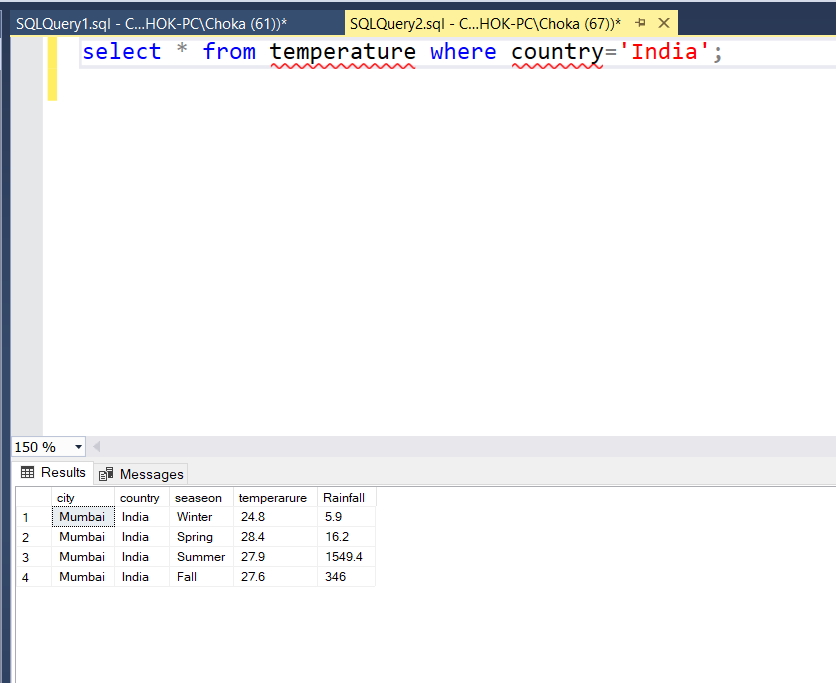 SQLQuery1.sql - C...HOK-PC\Choka (61))* SQLQuery2.sql - C...HOK-PC\Choka (67))*
select * from temperature where country='India';
150 %
Results Messages
city country seaseon temperarure Rainfall
1 Mumbai India Winter 24.8 5.9
2 Mumbai India Spring 28.4 16.2
3 Mumbai India Summer 27.9 1549.4
4 Mumbai India Fall 27.6 346